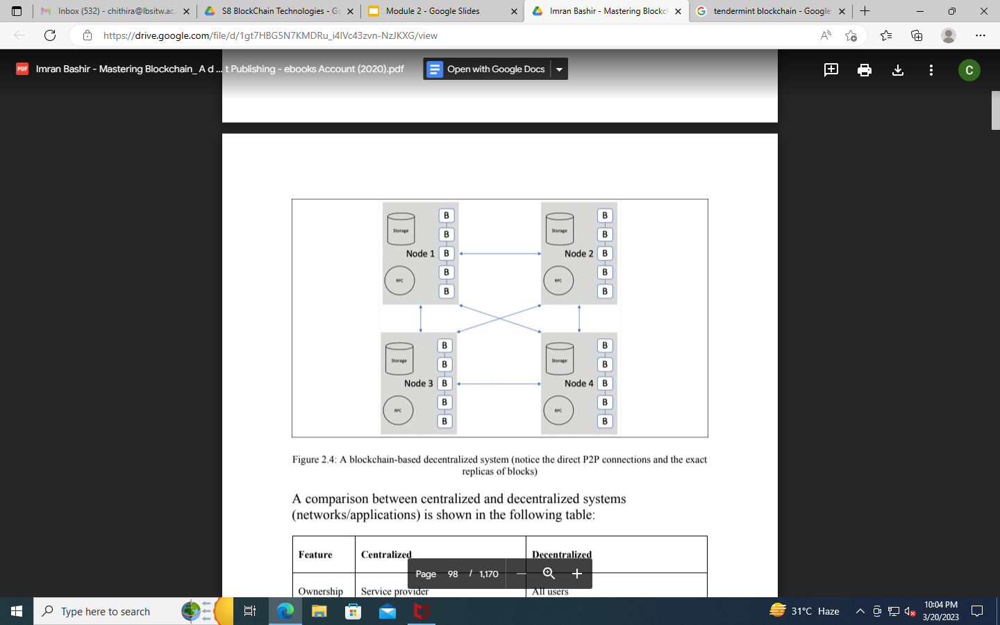 Inbox (532) - chithira@lbsitw.ac.
S8 BlockChain Technologies - Go
Module 2 - Google Slides
Imran Bashir - Mastering Blockc
tendermint blockchain - Google
https://drive.google.com/file/d/1gt7HBG5N7KMDRu_i4IVc43zvn-NzJKXG/view
PDF Imran Bashir - Mastering Blockchain_ A d ... t Publishing - ebooks Account (2020).pdf
Open with Google Docs
C
Storage
Node 1
RPC
B
B
B
B
B
Storage
Node 2
RPC
B
B
B
B
B
Storage
Node 3
RPC
B
B
B
B
B
Storage
Node 4
RPC
B
B
B
B
B
Figure 2.4: A blockchain-based decentralized system (notice the direct P2P connections and the exact
replicas of blocks)
A comparison between centralized and decentralized systems
(networks/applications) is shown in the following table:
Feature Centralized Decentralized
Page 98 / 1,170
Ownership Service provider All users
Type here to search
31°C Haze
10:04 PM
3/20/2023